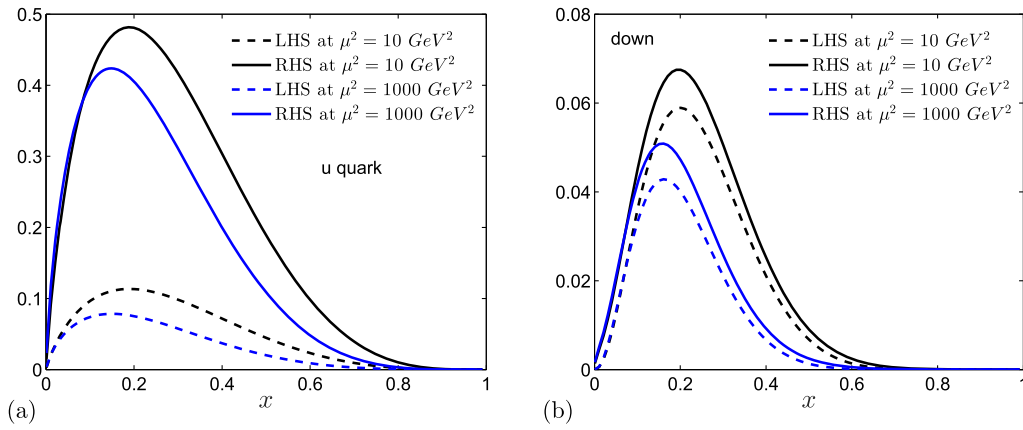 0.5
0.4
0.3
0.2
0.1
0
0 0.2 0.4 0.6 0.8 1
x
LHS at μ² = 10 GeV²
RHS at μ² = 10 GeV²
LHS at μ² = 1000 GeV²
RHS at μ² = 1000 GeV²
u quark
(a)
0.08
0.06
0.04
0.02
0
0 0.2 0.4 0.6 0.8 1
x
down
LHS at μ² = 10 GeV²
RHS at μ² = 10 GeV²
LHS at μ² = 1000 GeV²
RHS at μ² = 1000 GeV²
(b)